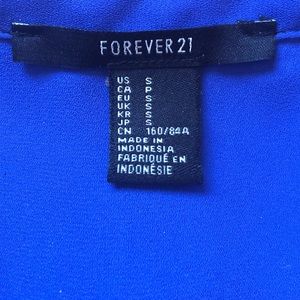 FOREVER 21
US S
CA P
EU S
UK S
KR S
JP S
CN 160/84A
MADE IN
INDONESIA
FABRIQUÉ EN
INDONÉSIE